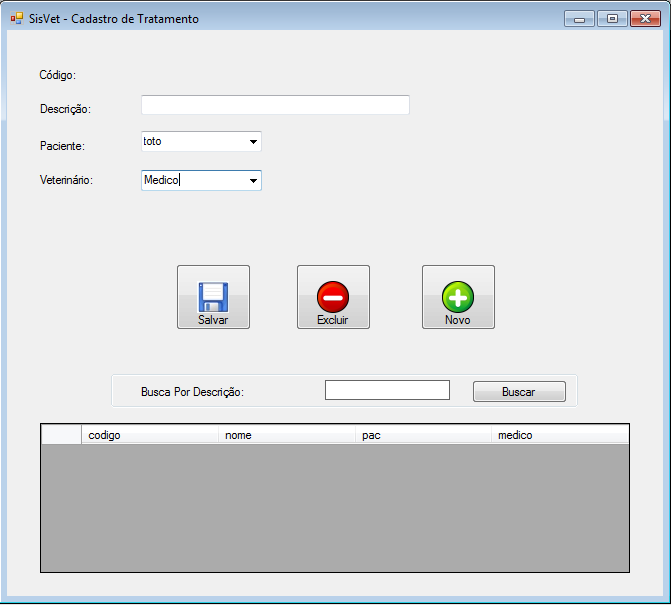 SisVet - Cadastro de Tratamento
Código:
Descrição:
Paciente: toto
Veterinário: Medico
Salvar Excluir Novo
Busca Por Descrição: Buscar
codigo nome pac medico